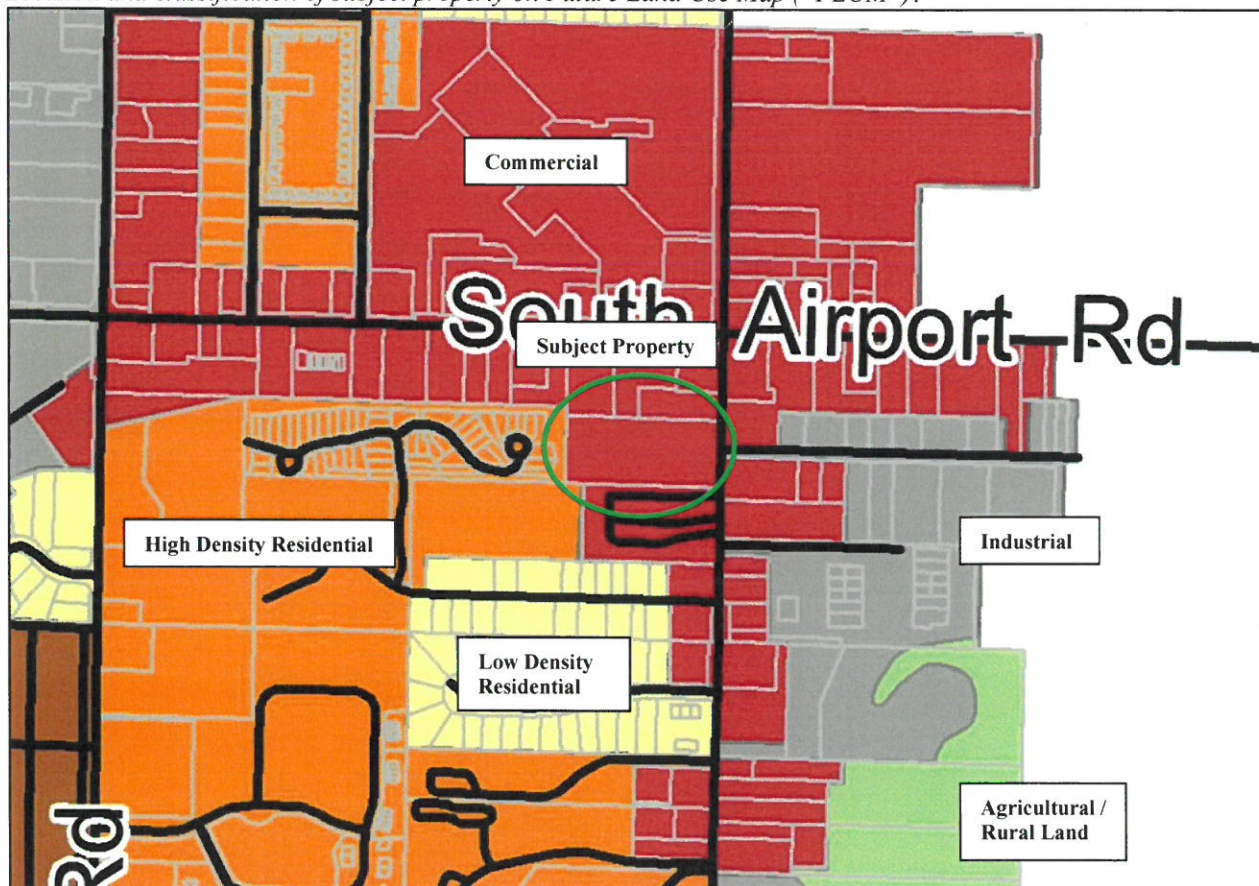 Commercial
South Airport Rd
Subject Property
High Density Residential
Industrial
Low Density
Residential
Agricultural /
Rural Land
Rd